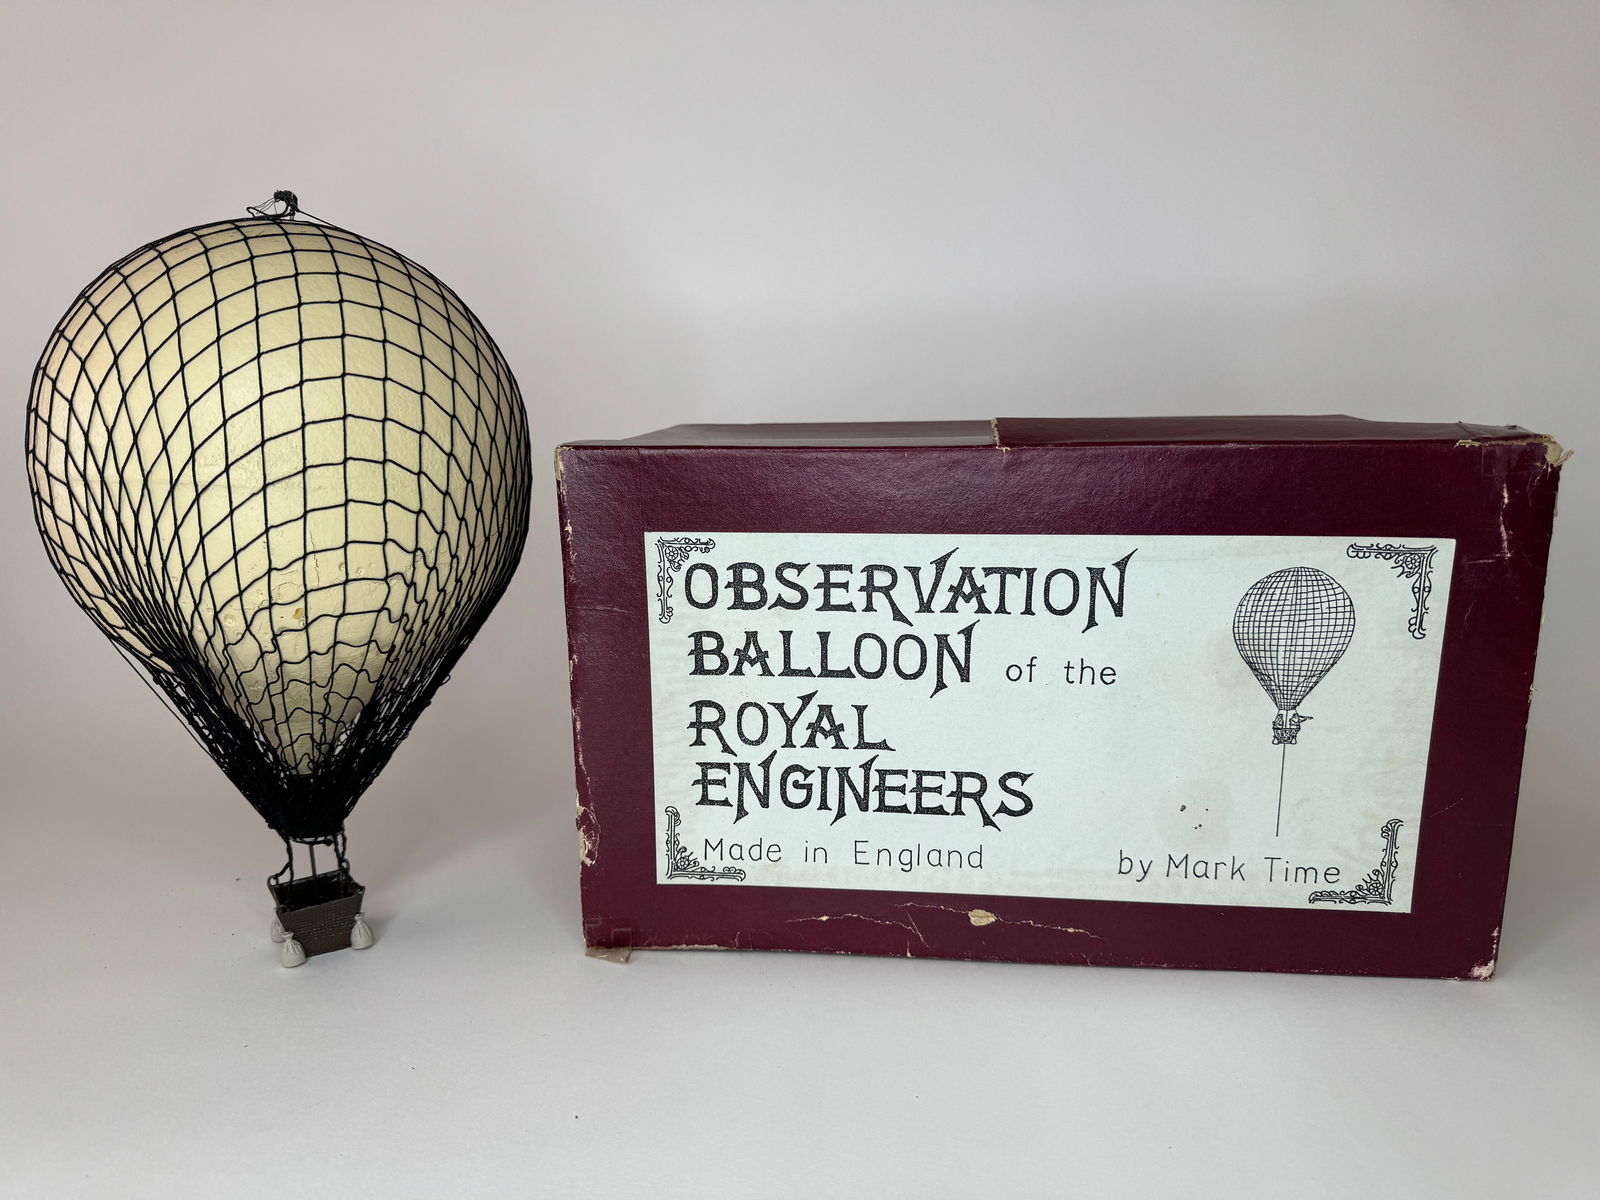 OBSERVATION
BALLOON of the
ROYAL
ENGINEERS
Made in England
by Mark Time